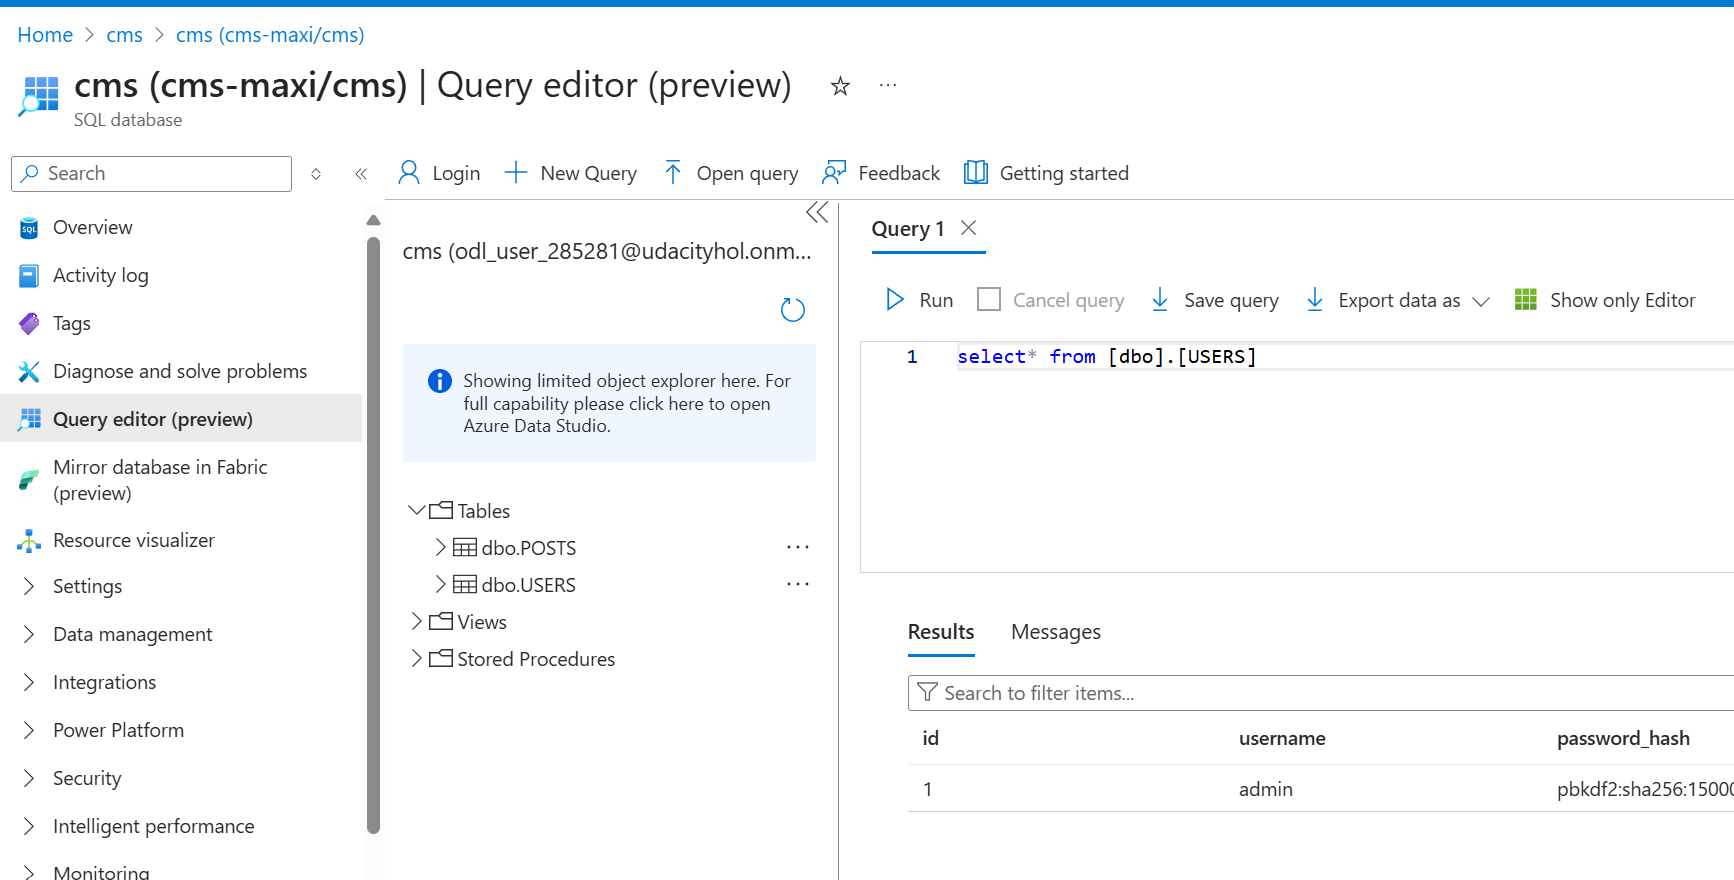 Home > cms > cms (cms-maxi/cms)
cms (cms-maxi/cms) | Query editor (preview)
SQL database
Search
Login
New Query
Open query
Feedback
Getting started
Overview
Activity log
Tags
Diagnose and solve problems
Query editor (preview)
Mirror database in Fabric
(preview)
Resource visualizer
Settings
Data management
Integrations
Power Platform
Security
Intelligent performance
Monitoring
cms (odl_user_285281@udacityhol.onm...
Showing limited object explorer here. For
full capability please click here to open
Azure Data Studio.
Tables
dbo.POSTS
dbo.USERS
Views
Stored Procedures
Query 1
Run
Cancel query
Save query
Export data as
Show only Editor
1 select* from [dbo].[USERS]
Results
Messages
Search to filter items...
id username password_hash
1 admin pbkdf2:sha256:15000